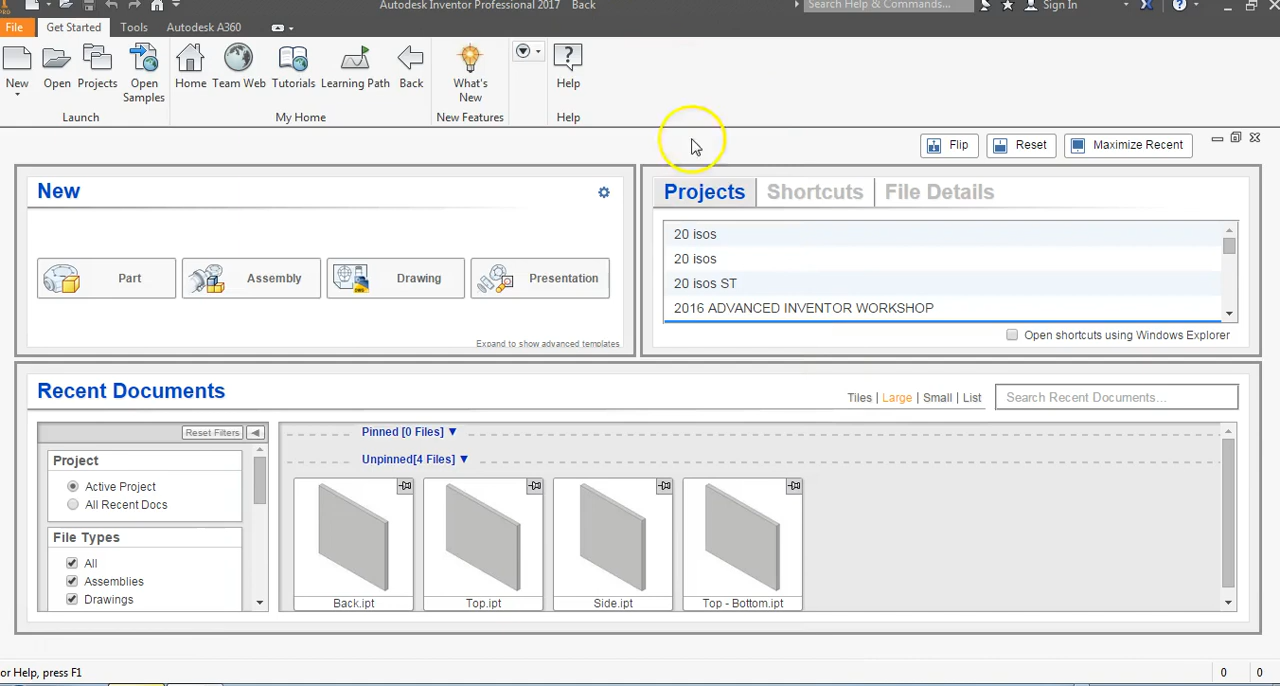 Autodesk Inventor Professional 2017 Back
Search Help & Commands...
Sign In
PRO
File
Get Started
Tools
Autodesk A360
New
Open
Projects
Open Samples
Home
Team Web
Tutorials
Learning Path
Back
What's New
Help
Launch
My Home
New Features
Help
Flip
Reset
Maximize Recent
New
Projects
Shortcuts
File Details
20 isos
20 isos
20 isos ST
2016 ADVANCED INVENTOR WORKSHOP
Part
Assembly
Drawing
DWG
Presentation
Expand to show advanced templates
Open shortcuts using Windows Explorer
Recent Documents
Tiles | Large | Small | List
Search Recent Documents...
Reset Filters
Project
Active Project
All Recent Docs
File Types
All
Assemblies
Drawings
Pinned [0 Files]
Unpinned[4 Files]
Back.ipt
Top.ipt
Side.ipt
Top - Bottom.ipt
or Help, press F1
0
0